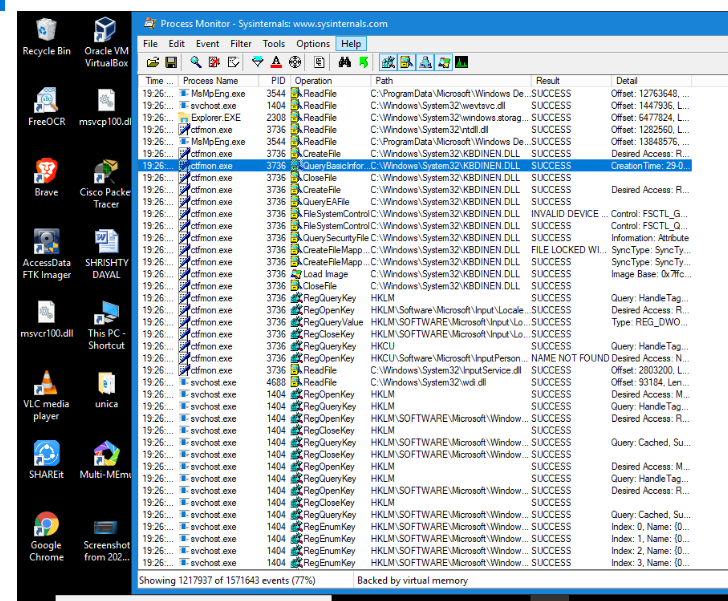 Recycle Bin
Oracle VM
VirtualBox
FreeOCR
msvcp100.dl
Brave
Cisco Packe
Tracer
AccessData
FTK Imager
SHRISHTY
DAYAL
msvcr100.dll
This PC -
Shortcut
VLC media
player
unica
SHAREit
Multi-MEmu
Google
Chrome
Screenshot
from 202...
Process Monitor - Sysinternals: www.sysinternals.com
File Edit Event Filter Tools Options Help
Time ... Process Name PID Operation Path Result Detail
19:26:... MsMpEng.exe 3544 ReadFile C:\ProgramData\Microsoft\Windows De... SUCCESS Offset: 12763648, ...
19:26:... svchost.exe 1404 ReadFile C:\Windows\System32\wevtsvc.dll SUCCESS Offset: 1447936, L...
19:26:... Explorer.EXE 2308 ReadFile C:\Windows\System32\windows.storag... SUCCESS Offset: 6477824, L...
19:26:... ctfmon.exe 3736 ReadFile C:\Windows\System32\ntdll.dll SUCCESS Offset: 1282560, L...
19:26:... MsMpEng.exe 3544 ReadFile C:\ProgramData\Microsoft\Windows De... SUCCESS Offset: 13848576, ...
19:26:... ctfmon.exe 3736 CreateFile C:\Windows\System32\KBDINEN.DLL SUCCESS Desired Access: R...
19:26:... ctfmon.exe 3736 QueryBasicInfor... C:\Windows\System32\KBDINEN.DLL SUCCESS CreationTime: 29-0...
19:26:... ctfmon.exe 3736 CloseFile C:\Windows\System32\KBDINEN.DLL SUCCESS
19:26:... ctfmon.exe 3736 CreateFile C:\Windows\System32\KBDINEN.DLL SUCCESS Desired Access: R...
19:26:... ctfmon.exe 3736 QueryEAFile C:\Windows\System32\KBDINEN.DLL SUCCESS
19:26:... ctfmon.exe 3736 FileSystemControl C:\Windows\System32\KBDINEN.DLL INVALID DEVICE ... Control: FSCTL_G...
19:26:... ctfmon.exe 3736 FileSystemControl C:\Windows\System32\KBDINEN.DLL SUCCESS Control: FSCTL_Q...
19:26:... ctfmon.exe 3736 QuerySecurityFile C:\Windows\System32\KBDINEN.DLL SUCCESS Information: Attribute
19:26:... ctfmon.exe 3736 CreateFileMapp... C:\Windows\System32\KBDINEN.DLL FILE LOCKED WI... SyncType: SyncTy...
19:26:... ctfmon.exe 3736 CreateFileMapp... C:\Windows\System32\KBDINEN.DLL SUCCESS SyncType: SyncTy...
19:26:... ctfmon.exe 3736 Load Image C:\Windows\System32\KBDINEN.DLL SUCCESS Image Base: 0x7ffc...
19:26:... ctfmon.exe 3736 CloseFile C:\Windows\System32\KBDINEN.DLL SUCCESS
19:26:... ctfmon.exe 3736 RegQueryKey HKLM SUCCESS Query: HandleTag...
19:26:... ctfmon.exe 3736 RegOpenKey HKLM\Software\Microsoft\Input\Locale... SUCCESS Desired Access: R...
19:26:... ctfmon.exe 3736 RegQueryValue HKLM\SOFTWARE\Microsoft\Input\Lo... SUCCESS Type: REG_DWO...
19:26:... ctfmon.exe 3736 RegCloseKey HKLM\SOFTWARE\Microsoft\Input\Lo... SUCCESS
19:26:... ctfmon.exe 3736 RegQueryKey HKCU SUCCESS Query: HandleTag...
19:26:... ctfmon.exe 3736 RegOpenKey HKCU\Software\Microsoft\InputPerson... NAME NOT FOUND Desired Access: N...
19:26:... ctfmon.exe 3736 ReadFile C:\Windows\System32\InputService.dll SUCCESS Offset: 2803200, L...
19:26:... svchost.exe 4688 ReadFile C:\Windows\System32\wdi.dll SUCCESS Offset: 93184, Len...
19:26:... svchost.exe 1404 RegOpenKey HKLM SUCCESS Desired Access: M...
19:26:... svchost.exe 1404 RegQueryKey HKLM SUCCESS Query: HandleTag...
19:26:... svchost.exe 1404 RegOpenKey HKLM\SOFTWARE\Microsoft\Window... SUCCESS Desired Access: R...
19:26:... svchost.exe 1404 RegCloseKey HKLM SUCCESS
19:26:... svchost.exe 1404 RegQueryKey HKLM\SOFTWARE\Microsoft\Window... SUCCESS Query: Cached, Su...
19:26:... svchost.exe 1404 RegCloseKey HKLM\SOFTWARE\Microsoft\Window... SUCCESS
19:26:... svchost.exe 1404 RegOpenKey HKLM SUCCESS Desired Access: M...
19:26:... svchost.exe 1404 RegQueryKey HKLM SUCCESS Query: HandleTag...
19:26:... svchost.exe 1404 RegOpenKey HKLM\SOFTWARE\Microsoft\Window... SUCCESS Desired Access: R...
19:26:... svchost.exe 1404 RegCloseKey HKLM SUCCESS
19:26:... svchost.exe 1404 RegQueryKey HKLM\SOFTWARE\Microsoft\Window... SUCCESS Query: Cached, Su...
19:26:... svchost.exe 1404 RegEnumKey HKLM\SOFTWARE\Microsoft\Window... SUCCESS Index: 0, Name: {0...
19:26:... svchost.exe 1404 RegEnumKey HKLM\SOFTWARE\Microsoft\Window... SUCCESS Index: 1, Name: {0...
19:26:... svchost.exe 1404 RegEnumKey HKLM\SOFTWARE\Microsoft\Window... SUCCESS Index: 2, Name: {0...
19:26:... svchost.exe 1404 RegEnumKey HKLM\SOFTWARE\Microsoft\Window... SUCCESS Index: 3, Name: {0...
Showing 1217937 of 1571643 events (77%) Backed by virtual memory